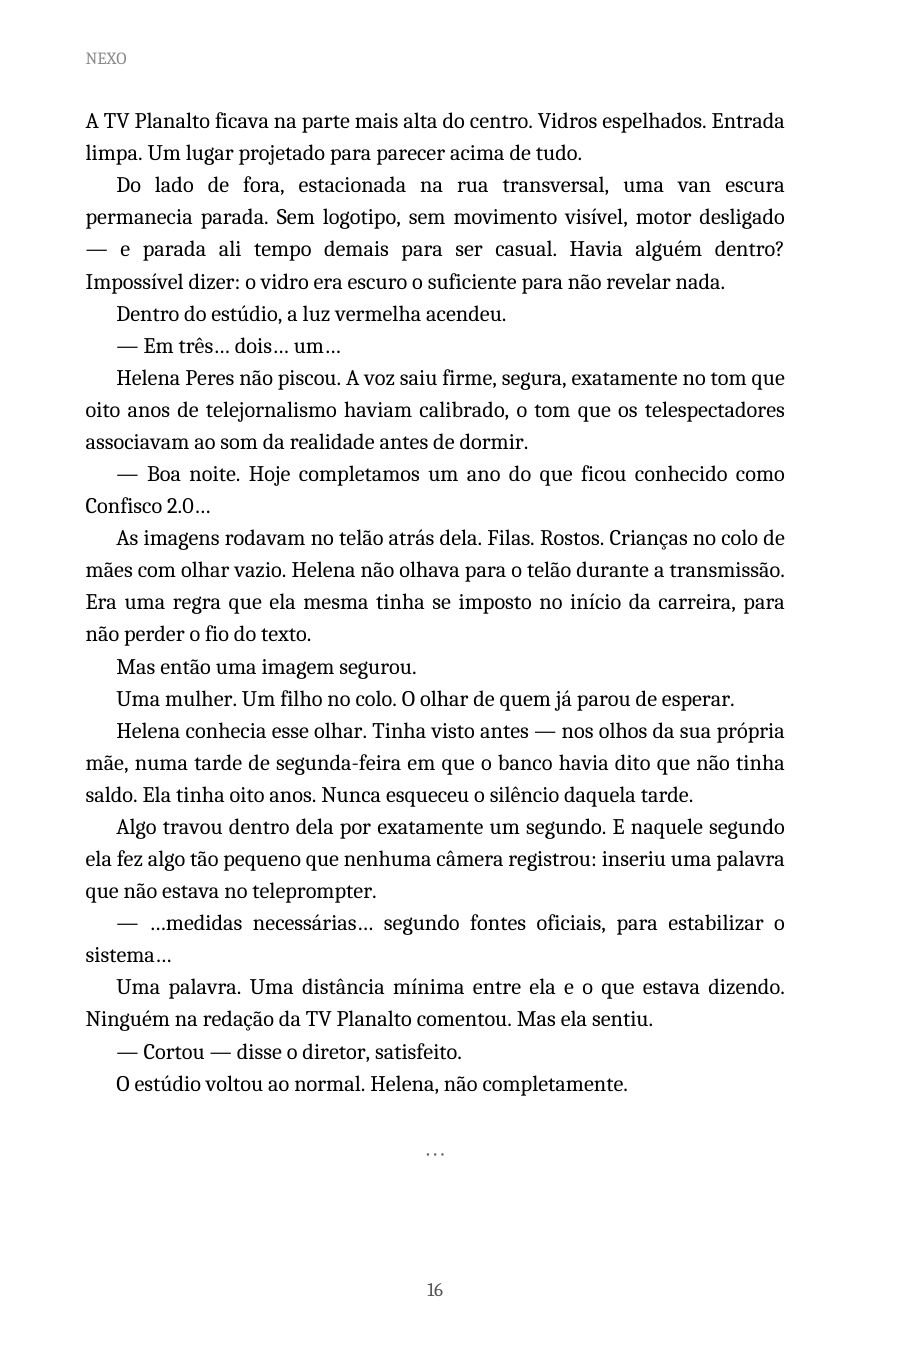 NEXO
A TV Planalto ficava na parte mais alta do centro. Vidros espelhados. Entrada
limpa. Um lugar projetado para parecer acima de tudo.
Do lado de fora, estacionada na rua transversal, uma van escura
permanecia parada. Sem logotipo, sem movimento visível, motor desligado
— e parada ali tempo demais para ser casual. Havia alguém dentro?
Impossível dizer: o vidro era escuro o suficiente para não revelar nada.
Dentro do estúdio, a luz vermelha acendeu.
— Em três… dois… um…
Helena Peres não piscou. A voz saiu firme, segura, exatamente no tom que
oito anos de telejornalismo haviam calibrado, o tom que os telespectadores
associavam ao som da realidade antes de dormir.
— Boa noite. Hoje completamos um ano do que ficou conhecido como
Confisco 2.0…
As imagens rodavam no telão atrás dela. Filas. Rostos. Crianças no colo de
mães com olhar vazio. Helena não olhava para o telão durante a transmissão.
Era uma regra que ela mesma tinha se imposto no início da carreira, para
não perder o fio do texto.
Mas então uma imagem segurou.
Uma mulher. Um filho no colo. O olhar de quem já parou de esperar.
Helena conhecia esse olhar. Tinha visto antes — nos olhos da sua própria
mãe, numa tarde de segunda-feira em que o banco havia dito que não tinha
saldo. Ela tinha oito anos. Nunca esqueceu o silêncio daquela tarde.
Algo travou dentro dela por exatamente um segundo. E naquele segundo
ela fez algo tão pequeno que nenhuma câmera registrou: inseriu uma palavra
que não estava no teleprompter.
— …medidas necessárias… segundo fontes oficiais, para estabilizar o
sistema…
Uma palavra. Uma distância mínima entre ela e o que estava dizendo.
Ninguém na redação da TV Planalto comentou. Mas ela sentiu.
— Cortou — disse o diretor, satisfeito.
O estúdio voltou ao normal. Helena, não completamente.
…
16